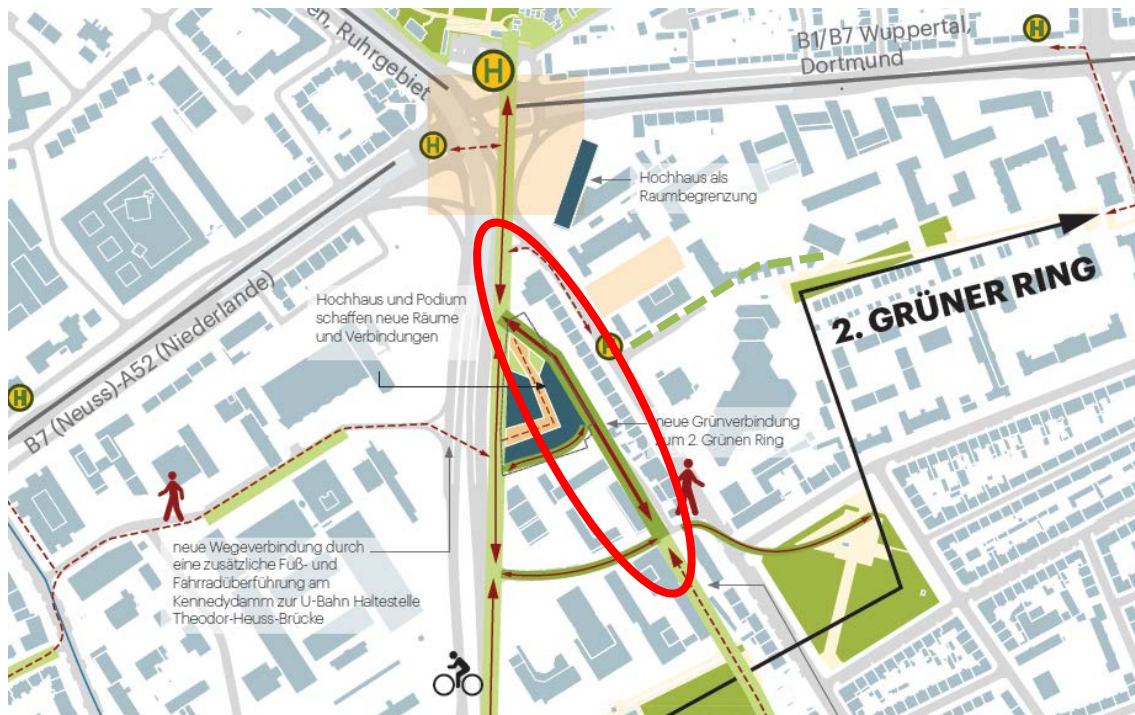 en, Ruhrgebiet
B1/B7 Wuppertal,
Dortmund
H
H
H
Hochhaus als
Raumbegrenzung
B7 (Neuss)-A52 (Niederlande)
Hochhaus und Podium
schaffen neue Räume
und Verbindungen
2. GRÜNER RING
H
H
neue Grünverbindung
zum 2. Grünen Ring
neue Wegeverbindung durch
eine zusätzliche Fuß- und
Fahrradüberführung am
Kennedydamm zur U-Bahn Haltestelle
Theodor-Heuss-Brücke